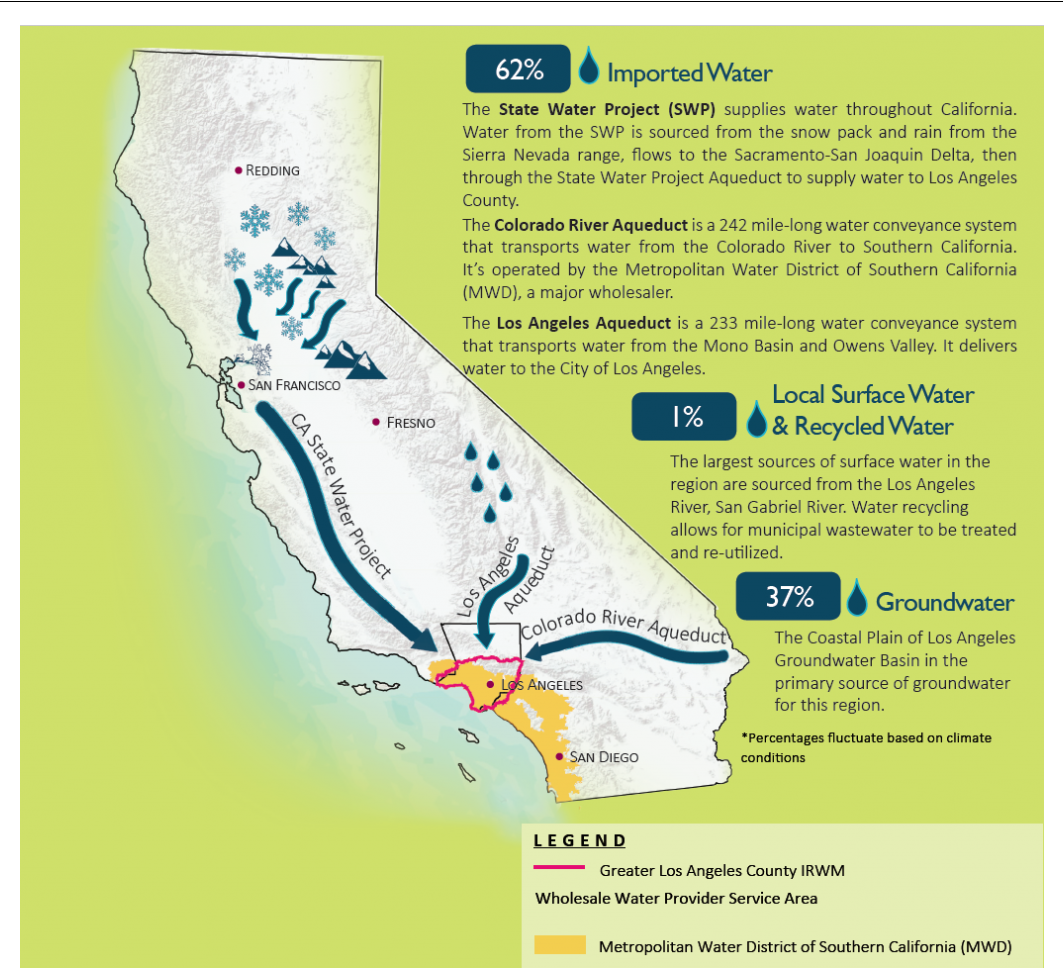 62%
Imported Water
The State Water Project (SWP) supplies water throughout California.
Water from the SWP is sourced from the snow pack and rain from the
Sierra Nevada range, flows to the Sacramento-San Joaquin Delta, then
through the State Water Project Aqueduct to supply water to Los Angeles
County.
The Colorado River Aqueduct is a 242 mile-long water conveyance system
that transports water from the Colorado River to Southern California.
It's operated by the Metropolitan Water District of Southern California
(MWD), a major wholesaler.
The Los Angeles Aqueduct is a 233 mile-long water conveyance system
that transports water from the Mono Basin and Owens Valley. It delivers
water to the City of Los Angeles.
1%
Local Surface Water
& Recycled Water
The largest sources of surface water in the
region are sourced from the Los Angeles
River, San Gabriel River. Water recycling
allows for municipal wastewater to be treated
and re-utilized.
37%
Groundwater
The Coastal Plain of Los Angeles
Groundwater Basin in the
primary source of groundwater
for this region.
*Percentages fluctuate based on climate
conditions
REDDING
SAN FRANCISCO
FRESNO
CA State Water Project
Los Angeles
Aqueduct
Colorado River Aqueduct
LOS ANGELES
SAN DIEGO
LEGEND
Greater Los Angeles County IRWM
Wholesale Water Provider Service Area
Metropolitan Water District of Southern California (MWD)